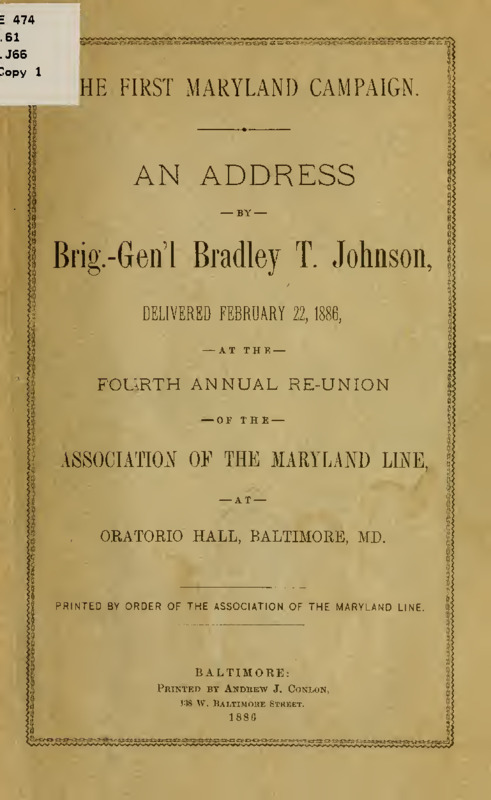 E 474
.61
.J66
Copy 1
HE FIRST MARYLAND CAMPAIGN.
AN ADDRESS
—BY—
Brig.-Gen'l Bradley T. Johnson,
DELIVERED FEBRUARY 22, 1886,
—AT THE—
FOURTH ANNUAL RE-UNION
—OF THE—
ASSOCIATION OF THE MARYLAND LINE,
—AT—
ORATORIO HALL, BALTIMORE, MD.
PRINTED BY ORDER OF THE ASSOCIATION OF THE MARYLAND LINE.
BALTIMORE:
PRINTED BY ANDREW J. CONLON,
138 W. BALTIMORE STREET.
1886